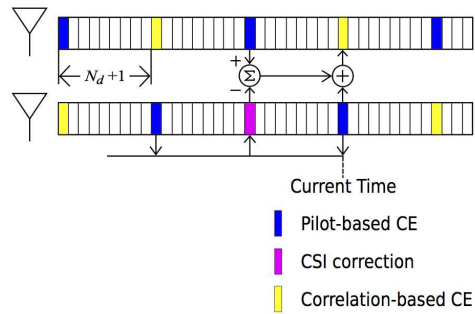 N_d+1
+
Σ
+
−
Current Time
Pilot-based CE
CSI correction
Correlation-based CE